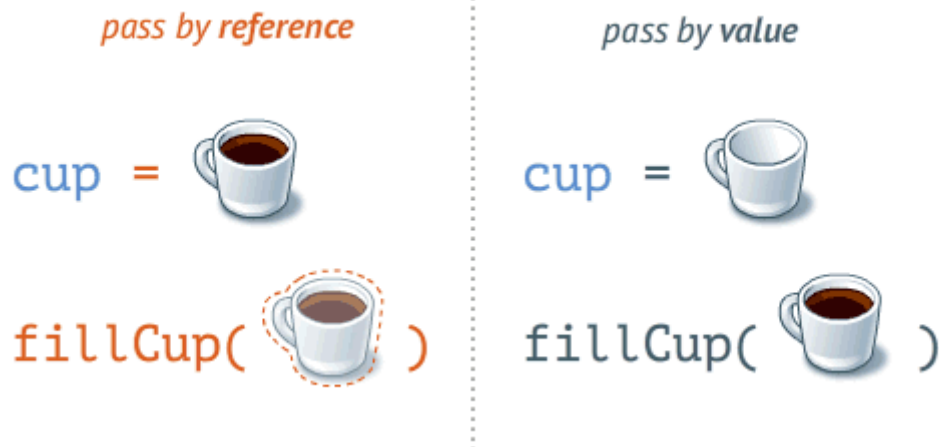 pass by reference
cup =
fillCup( )
pass by value
cup =
fillCup( )